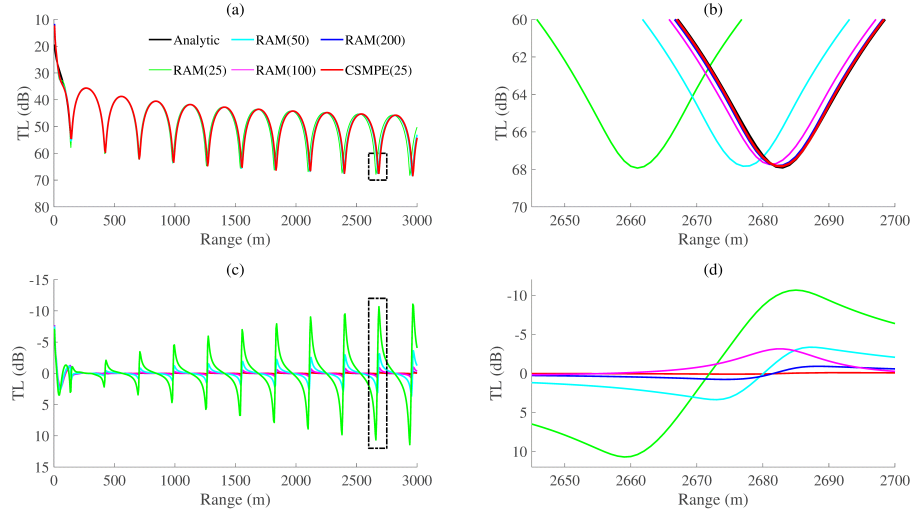 (a)
10
20
30
40
50
60
70
80
TL (dB)
Analytic
RAM(50)
RAM(200)
RAM(25)
RAM(100)
CSMPE(25)
0
500
1000
1500
2000
2500
3000
Range (m)
(b)
60
62
64
66
68
70
TL (dB)
2650
2660
2670
2680
2690
2700
Range (m)
(c)
-15
-10
-5
0
5
10
15
TL (dB)
0
500
1000
1500
2000
2500
3000
Range (m)
(d)
-10
-5
0
5
10
TL (dB)
2650
2660
2670
2680
2690
2700
Range (m)